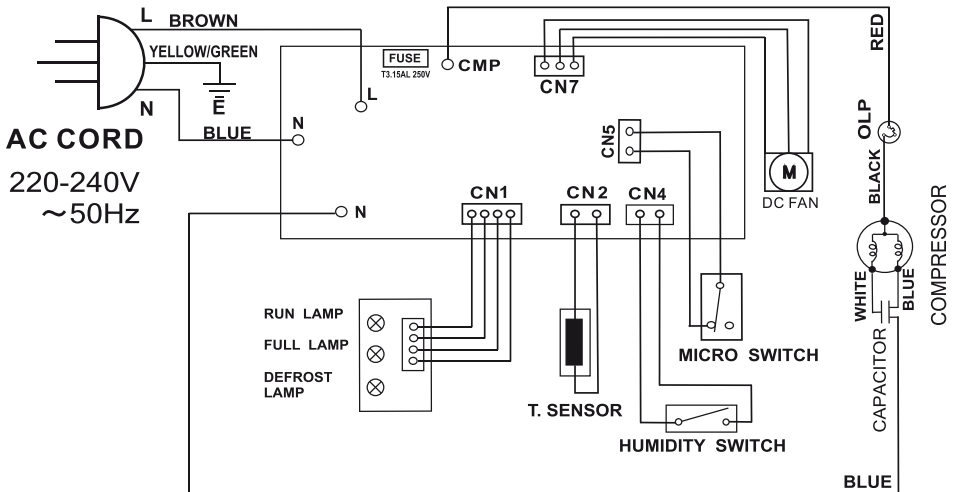 L BROWN
YELLOW/GREEN
E
N
BLUE
AC CORD
220-240V
～50Hz
L
N
N
FUSE
T3.15AL 250V
CMP
CN7
CN5
CN1
CN2
CN4
M
DC FAN
RED
OLP
BLACK
COMPRESSOR
WHITE
BLUE
CAPACITOR
BLUE
RUN LAMP
FULL LAMP
DEFROST
LAMP
T. SENSOR
MICRO SWITCH
HUMIDITY SWITCH